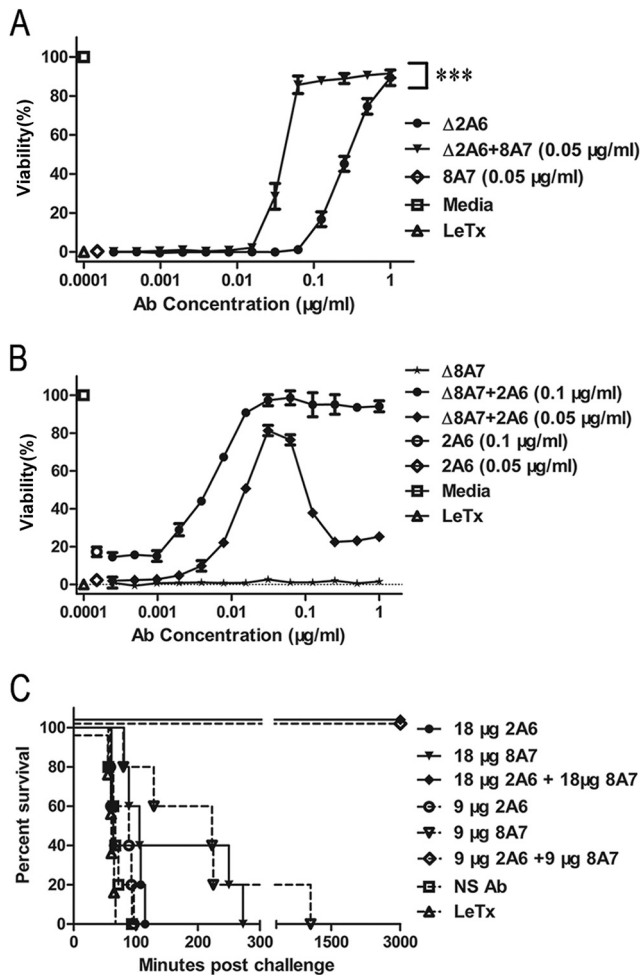 A
Viability(%)
100
80
60
40
20
0
0.0001
0.001
0.01
0.1
1
Ab Concentration (µg/ml)
***
Δ2A6
Δ2A6+8A7 (0.05 µg/ml)
8A7 (0.05 µg/ml)
Media
LeTx
B
Viability(%)
100
80
60
40
20
0
0.0001
0.001
0.01
0.1
1
Ab Concentration (µg/ml)
Δ8A7
Δ8A7+2A6 (0.1 µg/ml)
Δ8A7+2A6 (0.05 µg/ml)
2A6 (0.1 µg/ml)
2A6 (0.05 µg/ml)
Media
LeTx
C
Percent survival
100
80
60
40
20
0
0
100
200
300
1500
3000
Minutes post challenge
18 µg 2A6
18 µg 8A7
18 µg 2A6 + 18µg 8A7
9 µg 2A6
9 µg 8A7
9 µg 2A6 +9 µg 8A7
NS Ab
LeTx